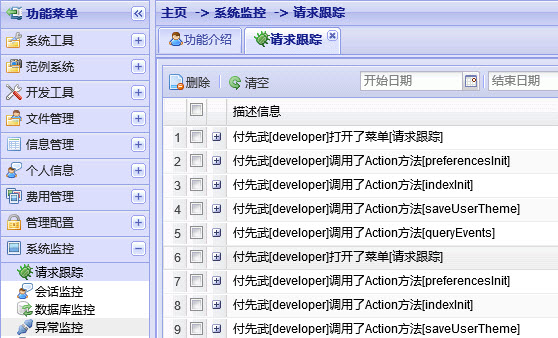 功能菜单
系统工具
范例系统
开发工具
文件管理
信息管理
个人信息
费用管理
管理配置
系统监控
请求跟踪
会话监控
数据库监控
异常监控
主页 -> 系统监控 -> 请求跟踪
功能介绍 请求跟踪
删除 清空 开始日期 结束日期
描述信息
1 付先武[developer]打开了菜单[请求跟踪]
2 付先武[developer]调用了Action方法[preferencesInit]
3 付先武[developer]调用了Action方法[indexInit]
4 付先武[developer]调用了Action方法[saveUserTheme]
5 付先武[developer]调用了Action方法[queryEvents]
6 付先武[developer]打开了菜单[请求跟踪]
7 付先武[developer]调用了Action方法[preferencesInit]
8 付先武[developer]调用了Action方法[indexInit]
9 付先武[developer]调用了Action方法[saveUserTheme]